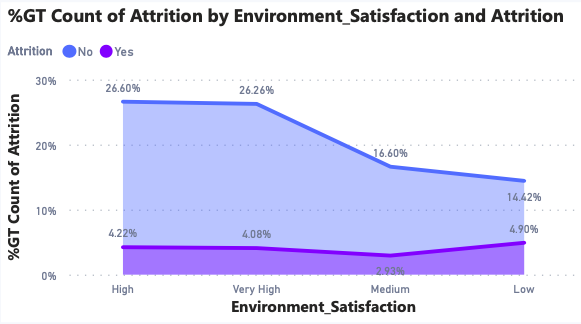 %GT Count of Attrition by Environment_Satisfaction and Attrition
Attrition No Yes
%GT Count of Attrition
30%
20%
10%
0%
26.60%
26.26%
16.60%
14.42%
4.22%
4.08%
2.93%
4.90%
High Very High Medium Low
Environment_Satisfaction